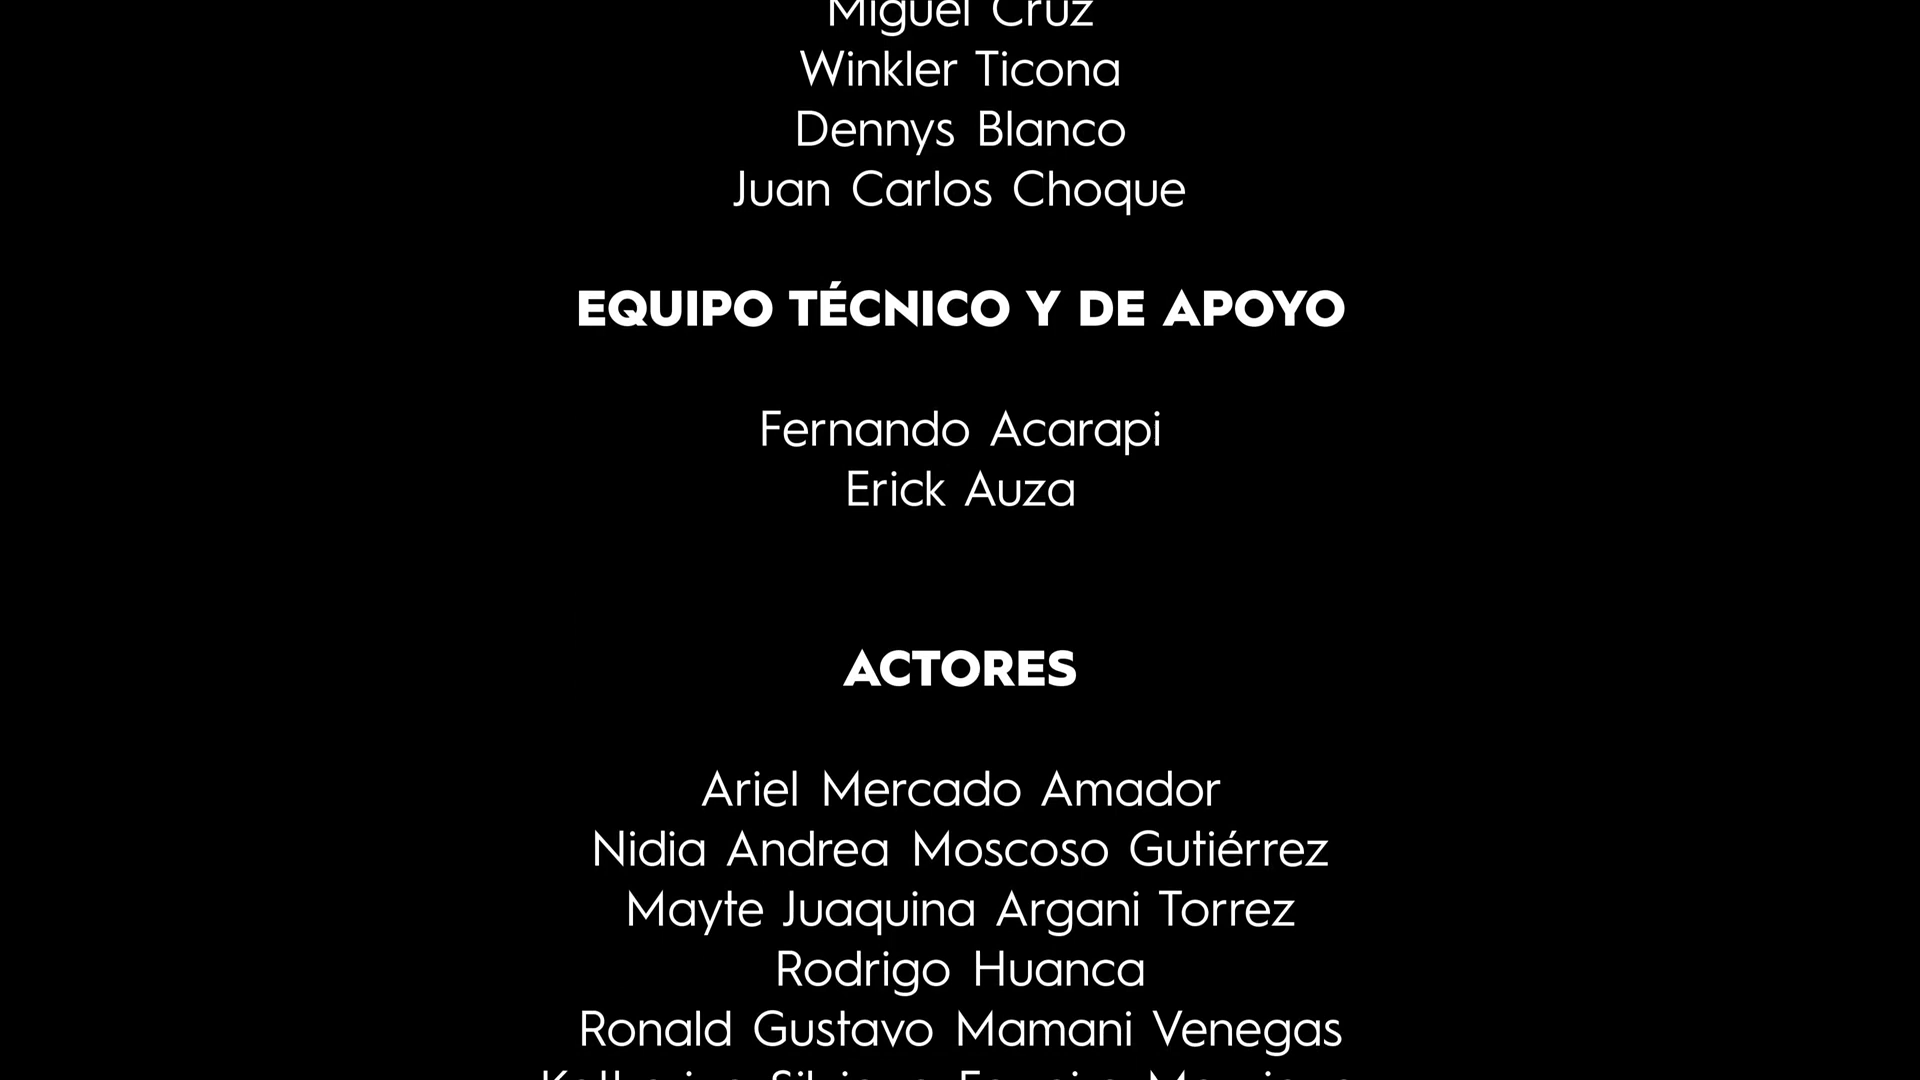 Miguel Cruz
Winkler Ticona
Dennys Blanco
Juan Carlos Choque
EQUIPO TÉCNICO Y DE APOYO
Fernando Acarapi
Erick Auza
ACTORES
Ariel Mercado Amador
Nidia Andrea Moscoso Gutiérrez
Mayte Juaquina Argani Torrez
Rodrigo Huanca
Ronald Gustavo Mamani Venegas